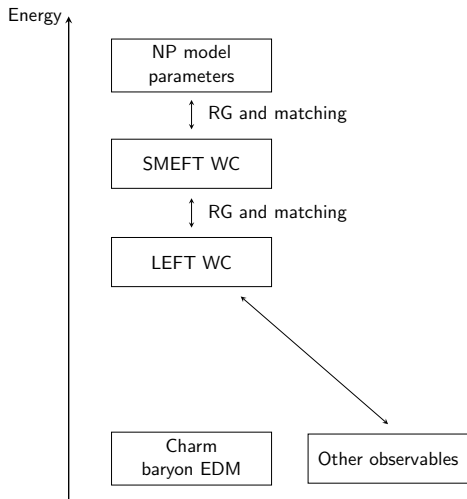 Energy
NP model
parameters
RG and matching
SMEFT WC
RG and matching
LEFT WC
Charm
baryon EDM
Other observables